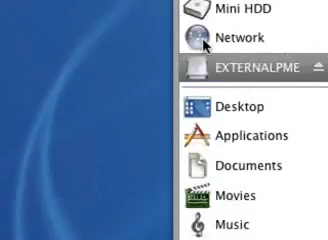 Mini HDD
Network
EXTERNALPME
Desktop
Applications
Documents
Movies
Music